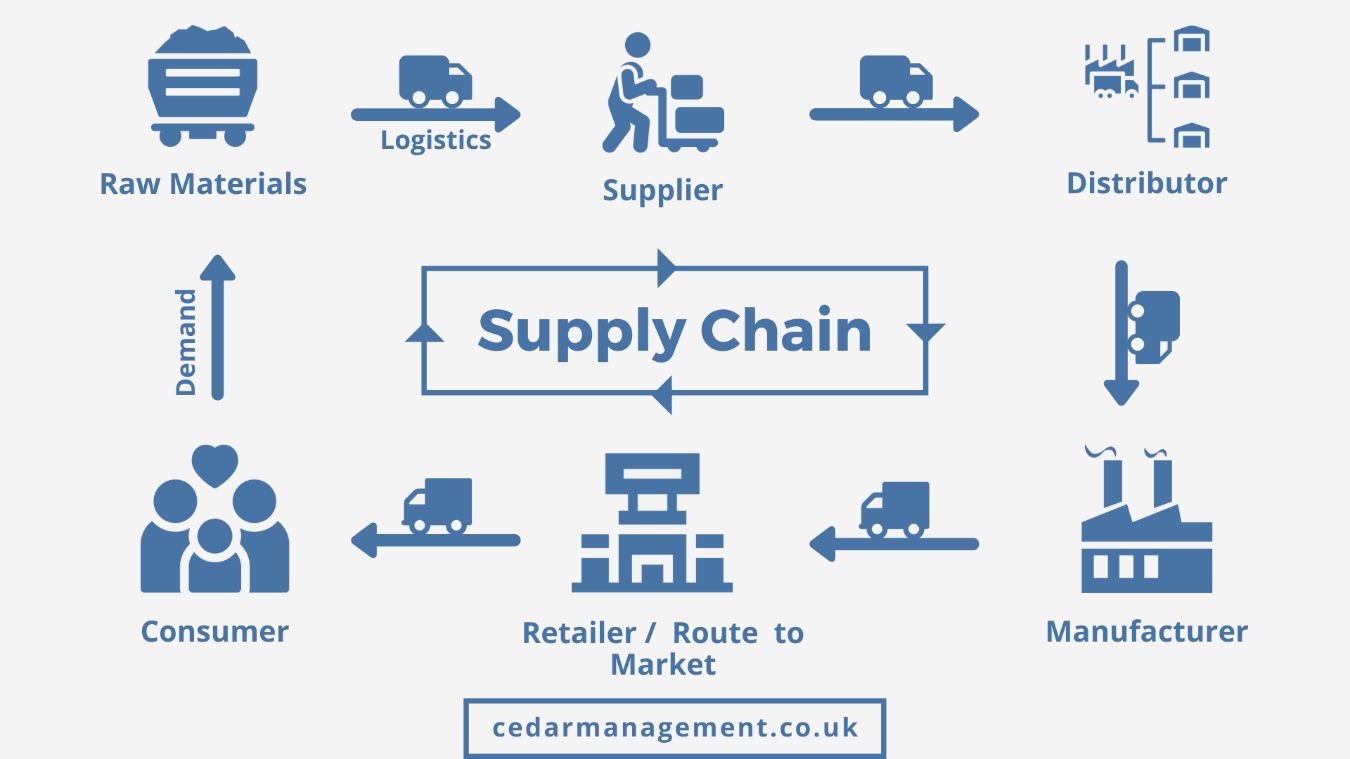 Raw Materials
Logistics
Supplier
Distributor
Demand
Supply Chain
Consumer
Retailer / Route to
Market
Manufacturer
cedarmanagement.co.uk